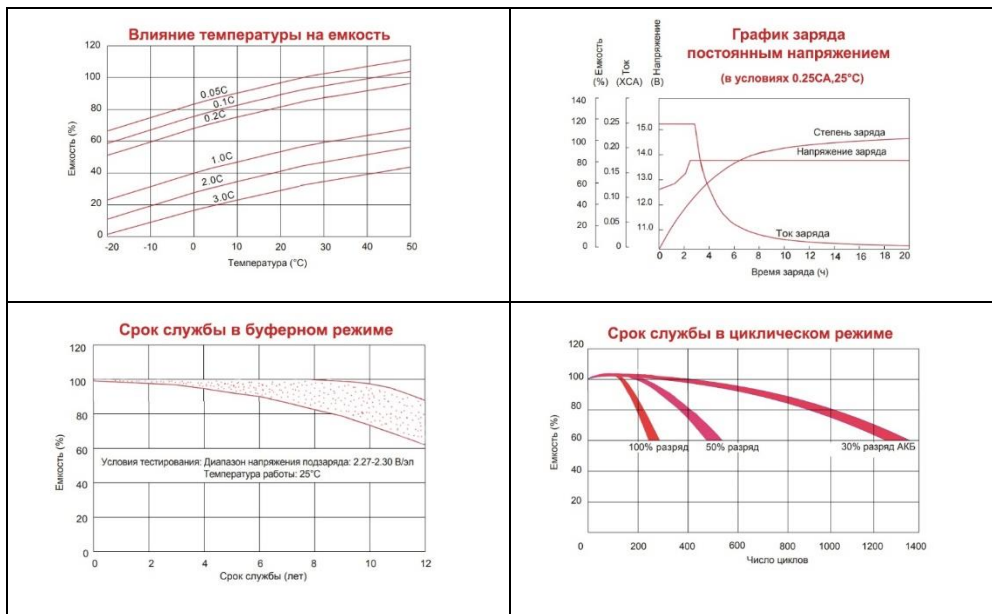 Влияние температуры на емкость
120
100
80
60
40
20
0
Емкость (%)
0.05C
0.1C
0.2C
1.0C
2.0C
3.0C
-20 -10 0 10 20 30 40 50
Температура (°C)
График заряда
постоянным напряжением
(в условиях 0.25CA,25°C)
Емкость (%)
Ток (XCA)
Напряжение (В)
140
120 0.25
100 0.20
80 0.15
60 0.10
40
20 0.05
0 0
15.0
14.0
13.0
12.0
11.0
Степень заряда
Напряжение заряда
Ток заряда
0 2 4 6 8 10 12 14 16 18 20
Время заряда (ч)
Срок службы в буферном режиме
120
100
80
60
40
20
0
Емкость (%)
Условия тестирования: Диапазон напряжения подзаряда: 2.27-2.30 В/эл
Температура работы: 25°C
0 2 4 6 8 10 12
Срок службы (лет)
Срок службы в циклическом режиме
120
100
80
60
40
20
0
Емкость (%)
100% разряд
50% разряд
30% разряд АКБ
200 400 600 800 1000 1200 1400
Число циклов